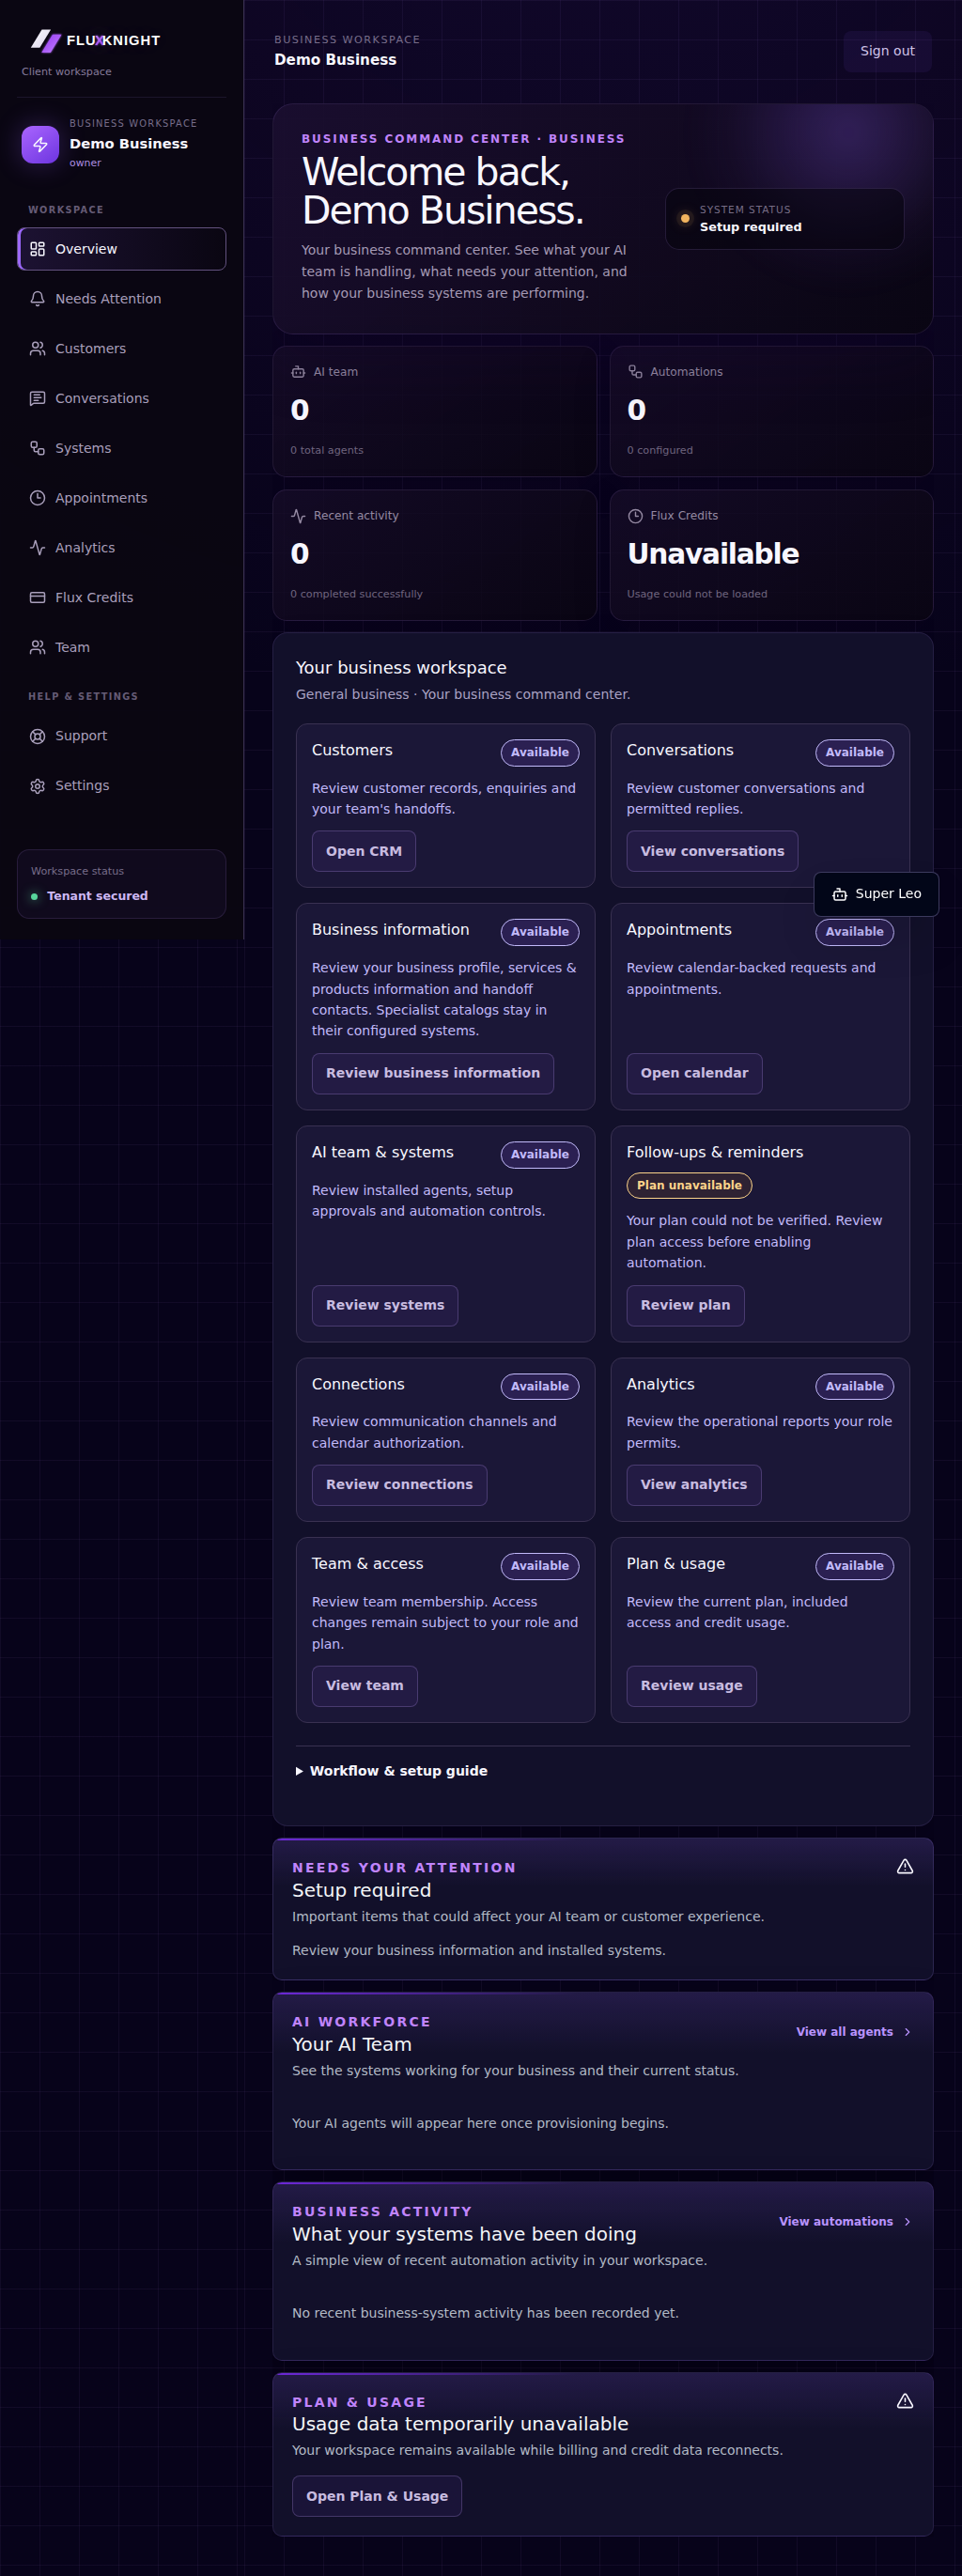 FLUXKNIGHT
Client workspace
BUSINESS WORKSPACE
Demo Business
owner
WORKSPACE
Overview
Needs Attention
Customers
Conversations
Systems
Appointments
Analytics
Flux Credits
Team
HELP & SETTINGS
Support
Settings
Workspace status
Tenant secured
BUSINESS WORKSPACE
Demo Business
Sign out
BUSINESS COMMAND CENTER · BUSINESS
Welcome back,
Demo Business.
Your business command center. See what your AI
team is handling, what needs your attention, and
how your business systems are performing.
SYSTEM STATUS
Setup required
AI team
0
0 total agents
Automations
0
0 configured
Recent activity
0
0 completed successfully
Flux Credits
Unavailable
Usage could not be loaded
Your business workspace
General business · Your business command center.
Customers
Available
Review customer records, enquiries and
your team's handoffs.
Open CRM
Conversations
Available
Review customer conversations and
permitted replies.
View conversations
Super Leo
Business information
Available
Review your business profile, services &
products information and handoff
contacts. Specialist catalogs stay in
their configured systems.
Review business information
Appointments
Available
Review calendar-backed requests and
appointments.
Open calendar
AI team & systems
Available
Review installed agents, setup
approvals and automation controls.
Review systems
Follow-ups & reminders
Plan unavailable
Your plan could not be verified. Review
plan access before enabling
automation.
Review plan
Connections
Available
Review communication channels and
calendar authorization.
Review connections
Analytics
Available
Review the operational reports your role
permits.
View analytics
Team & access
Available
Review team membership. Access
changes remain subject to your role and
plan.
View team
Plan & usage
Available
Review the current plan, included
access and credit usage.
Review usage
Workflow & setup guide
NEEDS YOUR ATTENTION
Setup required
Important items that could affect your AI team or customer experience.
Review your business information and installed systems.
AI WORKFORCE
Your AI Team
See the systems working for your business and their current status.
View all agents
Your AI agents will appear here once provisioning begins.
BUSINESS ACTIVITY
What your systems have been doing
A simple view of recent automation activity in your workspace.
View automations
No recent business-system activity has been recorded yet.
PLAN & USAGE
Usage data temporarily unavailable
Your workspace remains available while billing and credit data reconnects.
Open Plan & Usage